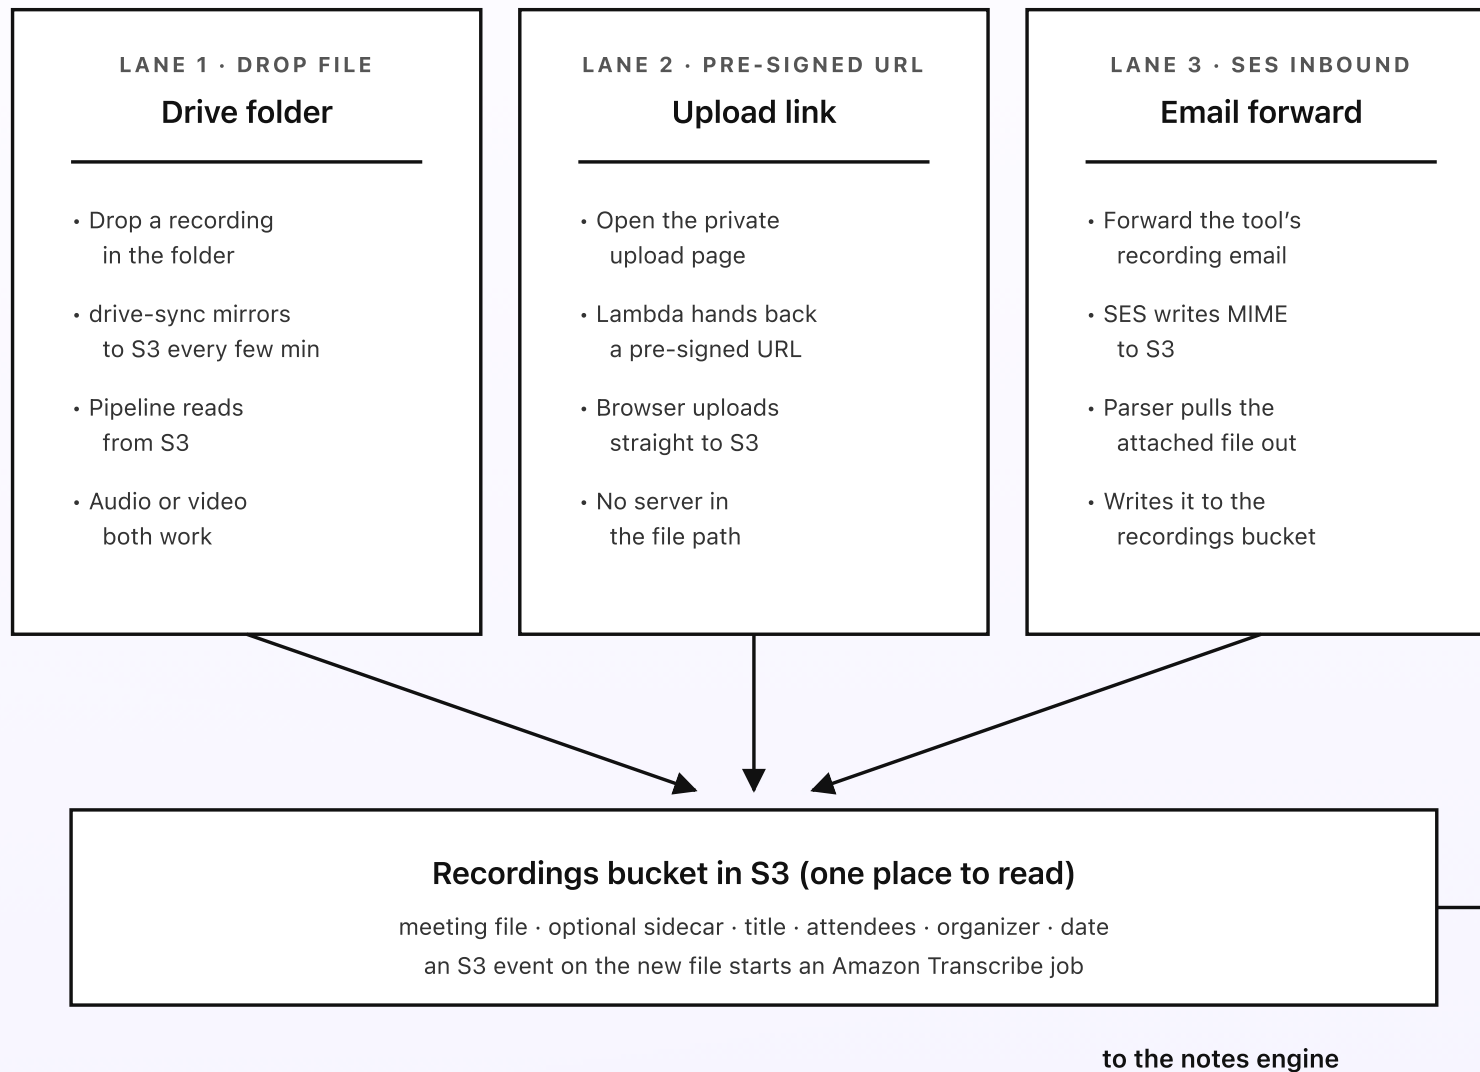 LANE 1 · DROP FILE
Drive folder
• Drop a recording
in the folder
• drive-sync mirrors
to S3 every few min
• Pipeline reads
from S3
• Audio or video
both work
LANE 2 · PRE-SIGNED URL
Upload link
• Open the private
upload page
• Lambda hands back
a pre-signed URL
• Browser uploads
straight to S3
• No server in
the file path
LANE 3 · SES INBOUND
Email forward
• Forward the tool’s
recording email
• SES writes MIME
to S3
• Parser pulls the
attached file out
• Writes it to the
recordings bucket
Recordings bucket in S3 (one place to read)
meeting file · optional sidecar · title · attendees · organizer · date
an S3 event on the new file starts an Amazon Transcribe job
to the notes engine